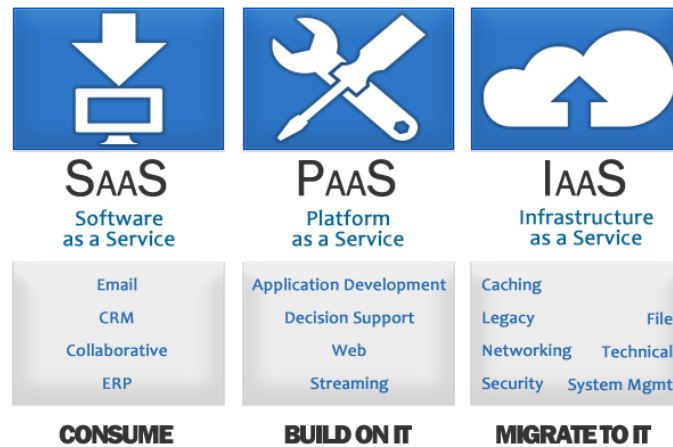 SaaS
Software
as a Service
Email
CRM
Collaborative
ERP
CONSUME
PaaS
Platform
as a Service
Application Development
Decision Support
Web
Streaming
BUILD ON IT
IaaS
Infrastructure
as a Service
Caching
Legacy File
Networking Technical
Security System Mgmt
MIGRATE TO IT